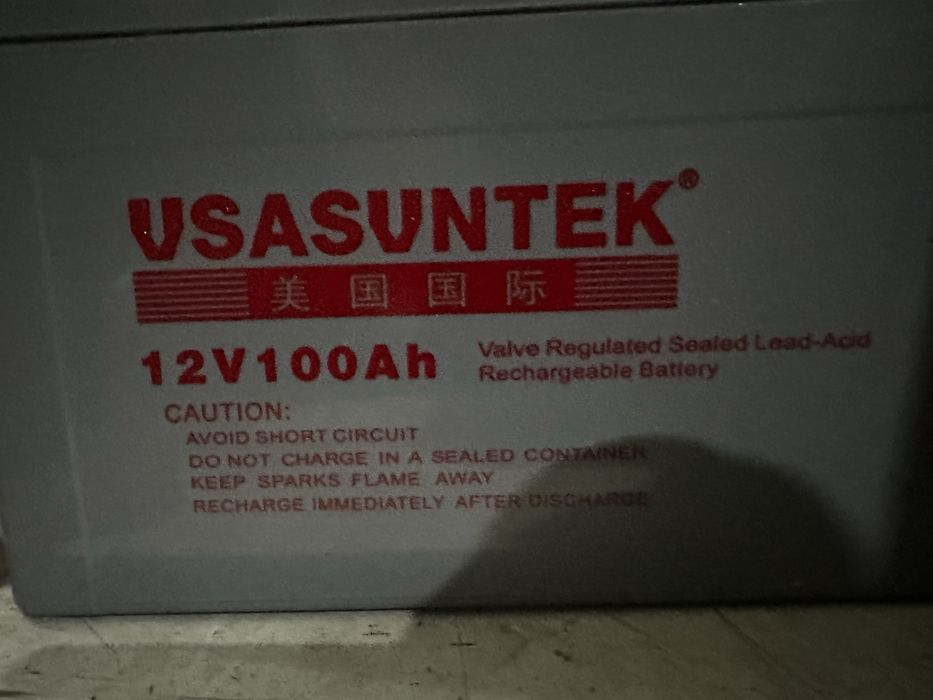 USASUNTEK®
美国国际
12V100Ah
Valve Regulated Sealed Lead-Acid
Rechargeable Battery
CAUTION:
AVOID SHORT CIRCUIT
DO NOT CHARGE IN A SEALED CONTAINER
KEEP SPARKS FLAME AWAY
RECHARGE IMMEDIATELY AFTER DISCHARGE